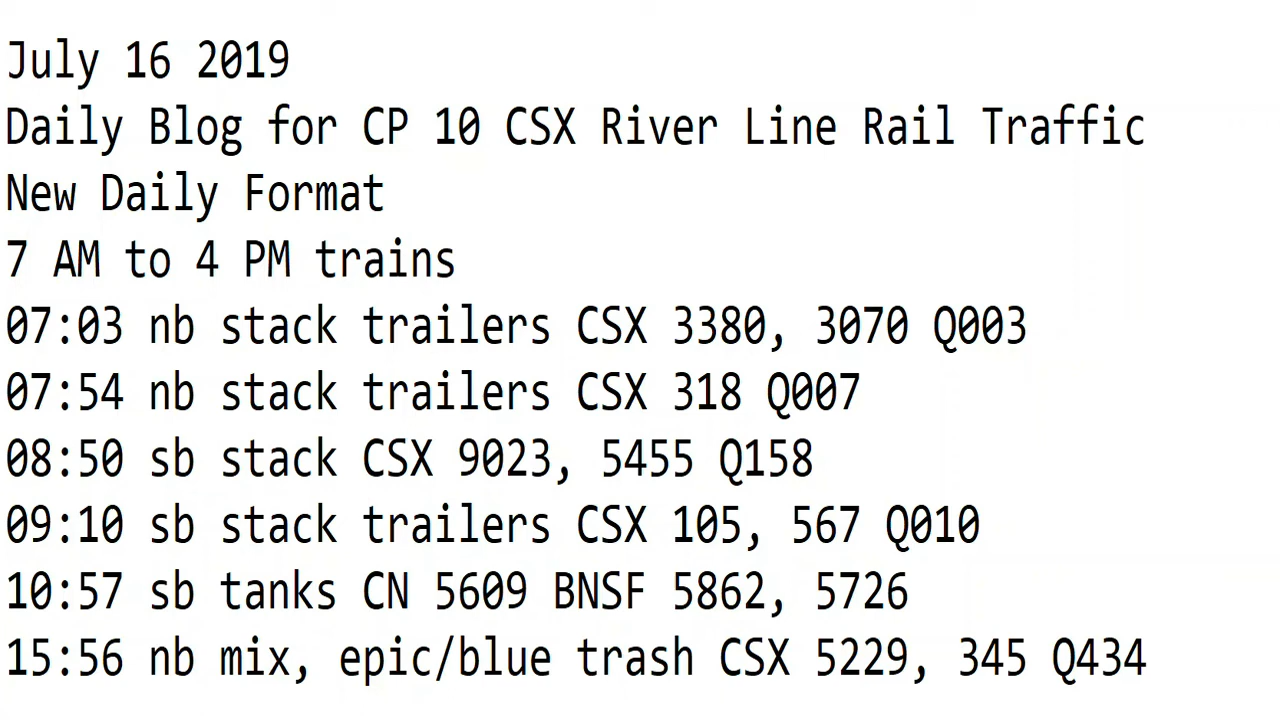 July 16 2019
Daily Blog for CP 10 CSX River Line Rail Traffic
New Daily Format
7 AM to 4 PM trains
07:03 nb stack trailers CSX 3380, 3070 Q003
07:54 nb stack trailers CSX 318 Q007
08:50 sb stack CSX 9023, 5455 Q158
09:10 sb stack trailers CSX 105, 567 Q010
10:57 sb tanks CN 5609 BNSF 5862, 5726
15:56 nb mix, epic/blue trash CSX 5229, 345 Q434